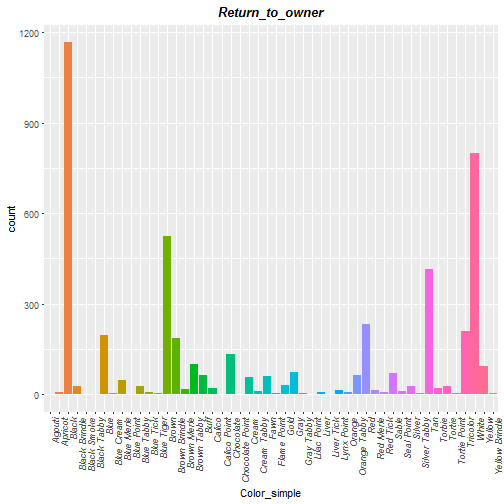 Return_to_owner
count
1200
900
600
300
0
Agouti
Apricot
Black
Black Brindle
Black Smoke
Black Tabby
Blue
Blue Cream
Blue Merle
Blue Point
Blue Tabby
Blue Tick
Blue Tiger
Brown
Brown Brindle
Brown Merle
Brown Tabby
Buff
Calico
Calico Point
Chocolate
Chocolate Point
Cream
Cream Tabby
Fawn
Flame Point
Gold
Gray
Gray Tabby
Lilac Point
Liver
Liver Tick
Lynx Point
Orange
Orange Tabby
Red
Red Merle
Red Tick
Sable
Seal Point
Silver
Silver Tabby
Tan
Torbie
Tortie
Tortie Point
Tricolor
White
Yellow
Yellow Brindle
Color_simple